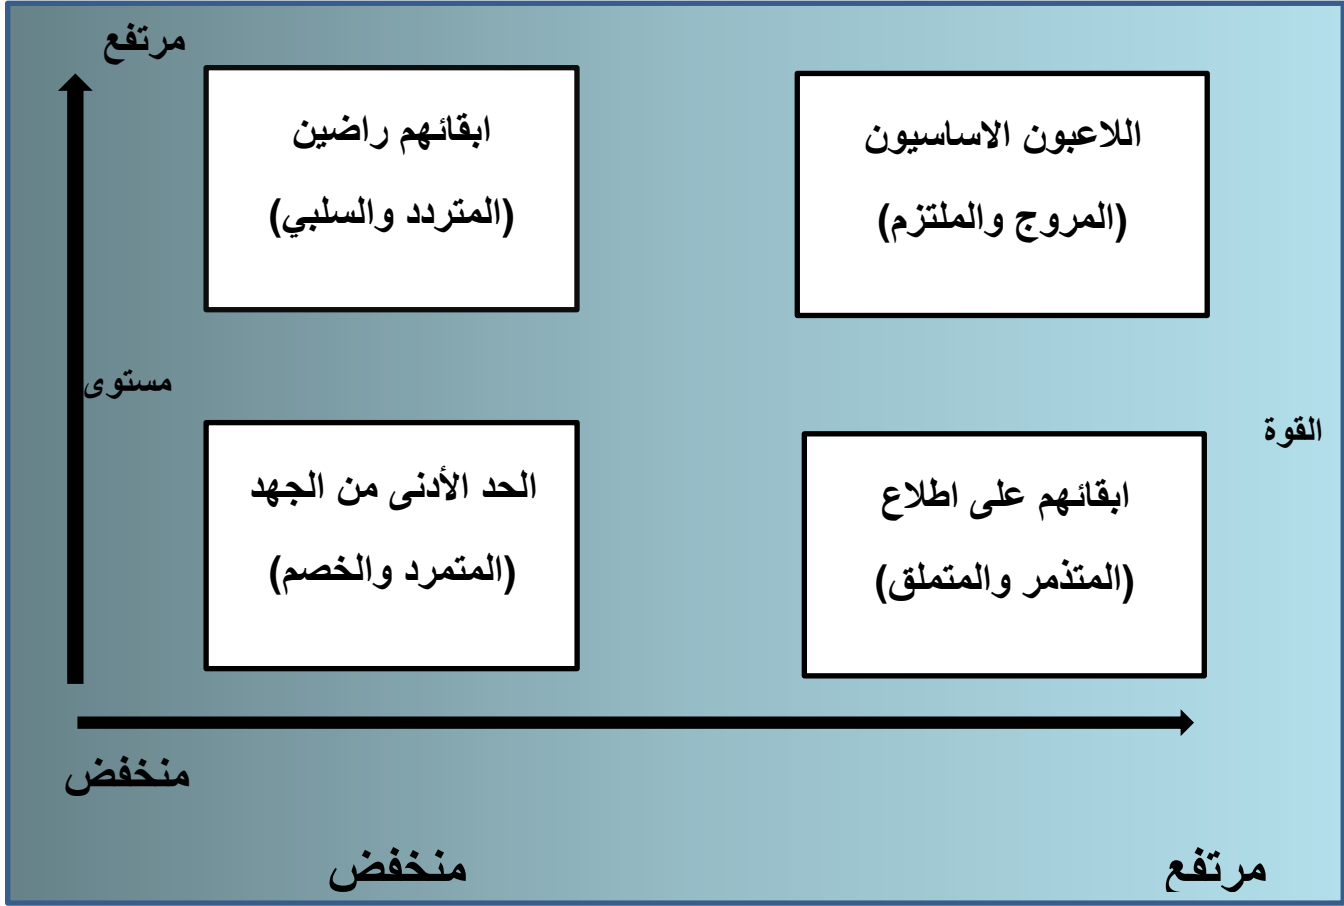 مرتفع
اللاعبون الاساسيون
(المروج والملتزم)
ابقائهم راضين
(المتردد والسلبي)
مستوى
القوة
ابقائهم على اطلاع
(المتذمر والمتملق)
الحد الأدنى من الجهد
(المتمرد والخصم)
منخفض
مرتفع
منخفض